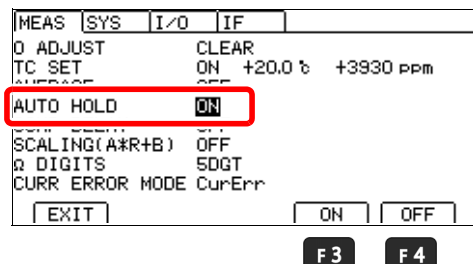 MEAS SYS I/O IF
0 ADJUST CLEAR
TC SET ON +20.0 ℃ +3930 ppm
AUTO HOLD ON
SCALING(A*R+B) OFF
Ω DIGITS 5DGT
CURR ERROR MODE CurErr
EXIT ON OFF
F3 F4